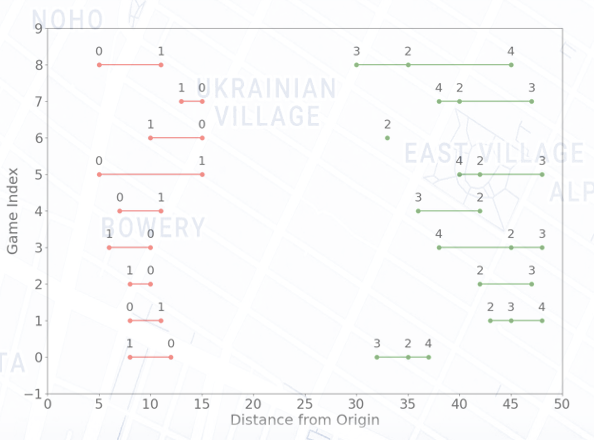 NOHO
UKRAINIAN
VILLAGE
EAST VILLAGE
ALP
BOWERY
TA
9
8
7
6
5
4
3
2
1
0
−1
Game Index
0 1 3 2 4
1 0 4 2 3
1 0 2
0 1 4 2 3
0 1 3 2
1 0 4 2 3
1 0 2 3
0 1 2 3 4
1 0 3 2 4
0 5 10 15 20 25 30 35 40 45 50
Distance from Origin